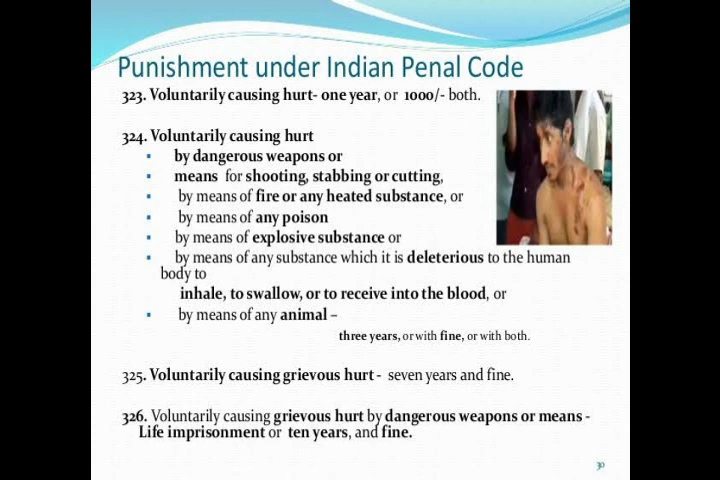 Punishment under Indian Penal Code
323. Voluntarily causing hurt- one year, or 1000/- both.
324. Voluntarily causing hurt
▪ by dangerous weapons or
▪ means for shooting, stabbing or cutting,
▪ by means of fire or any heated substance, or
▪ by means of any poison
▪ by means of explosive substance or
▪ by means of any substance which it is deleterious to the human
body to
inhale, to swallow, or to receive into the blood, or
▪ by means of any animal –
three years, or with fine, or with both.
325. Voluntarily causing grievous hurt - seven years and fine.
326. Voluntarily causing grievous hurt by dangerous weapons or means -
Life imprisonment or ten years, and fine.
30